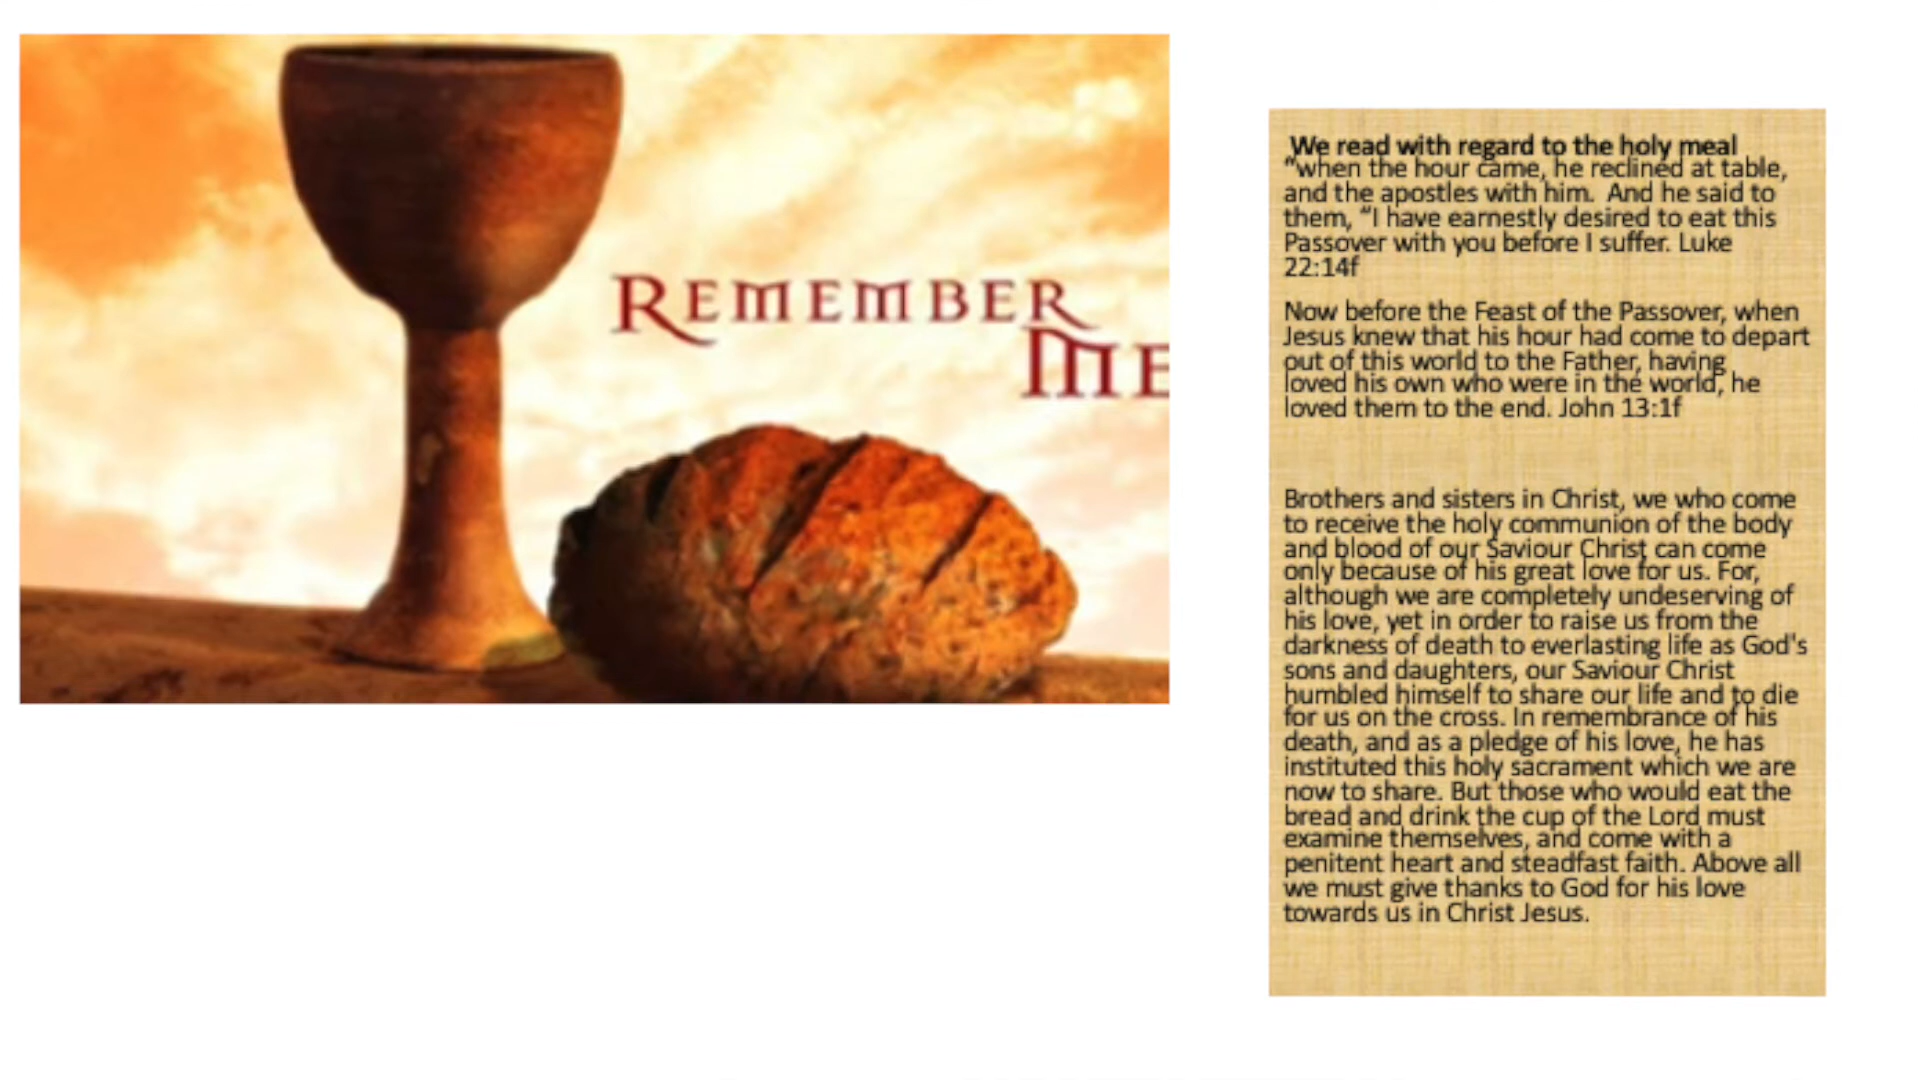 REMEMBER
ME
We read with regard to the holy meal
“when the hour came, he reclined at table,
and the apostles with him.  And he said to
them, “I have earnestly desired to eat this
Passover with you before I suffer. Luke
22:14f
Now before the Feast of the Passover, when
Jesus knew that his hour had come to depart
out of this world to the Father, having
loved his own who were in the world, he
loved them to the end. John 13:1f
Brothers and sisters in Christ, we who come
to receive the holy communion of the body
and blood of our Saviour Christ can come
only because of his great love for us. For,
although we are completely undeserving of
his love, yet in order to raise us from the
darkness of death to everlasting life as God's
sons and daughters, our Saviour Christ
humbled himself to share our life and to die
for us on the cross. In remembrance of his
death, and as a pledge of his love, he has
instituted this holy sacrament which we are
now to share. But those who would eat the
bread and drink the cup of the Lord must
examine themselves, and come with a
penitent heart and steadfast faith. Above all
we must give thanks to God for his love
towards us in Christ Jesus.